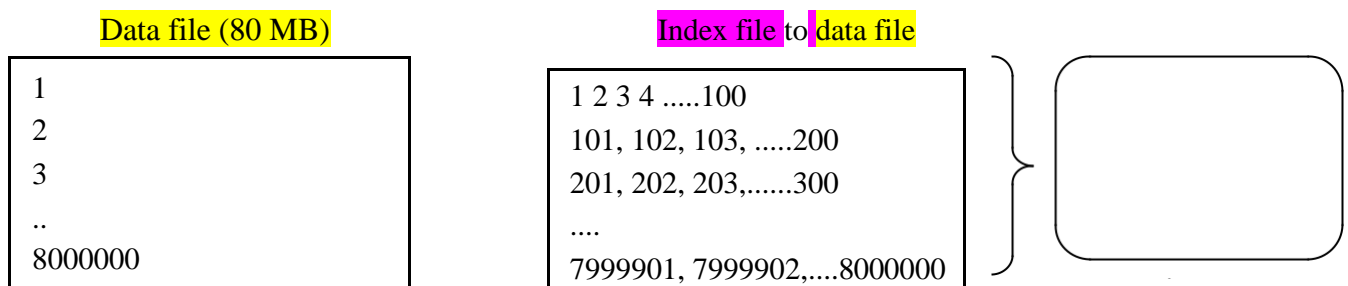 Data file (80 MB)
1
2
3
..
8000000
Index file to data file
1 2 3 4 .....100
101, 102, 103, .....200
201, 202, 203,......300
....
7999901, 7999902,....8000000